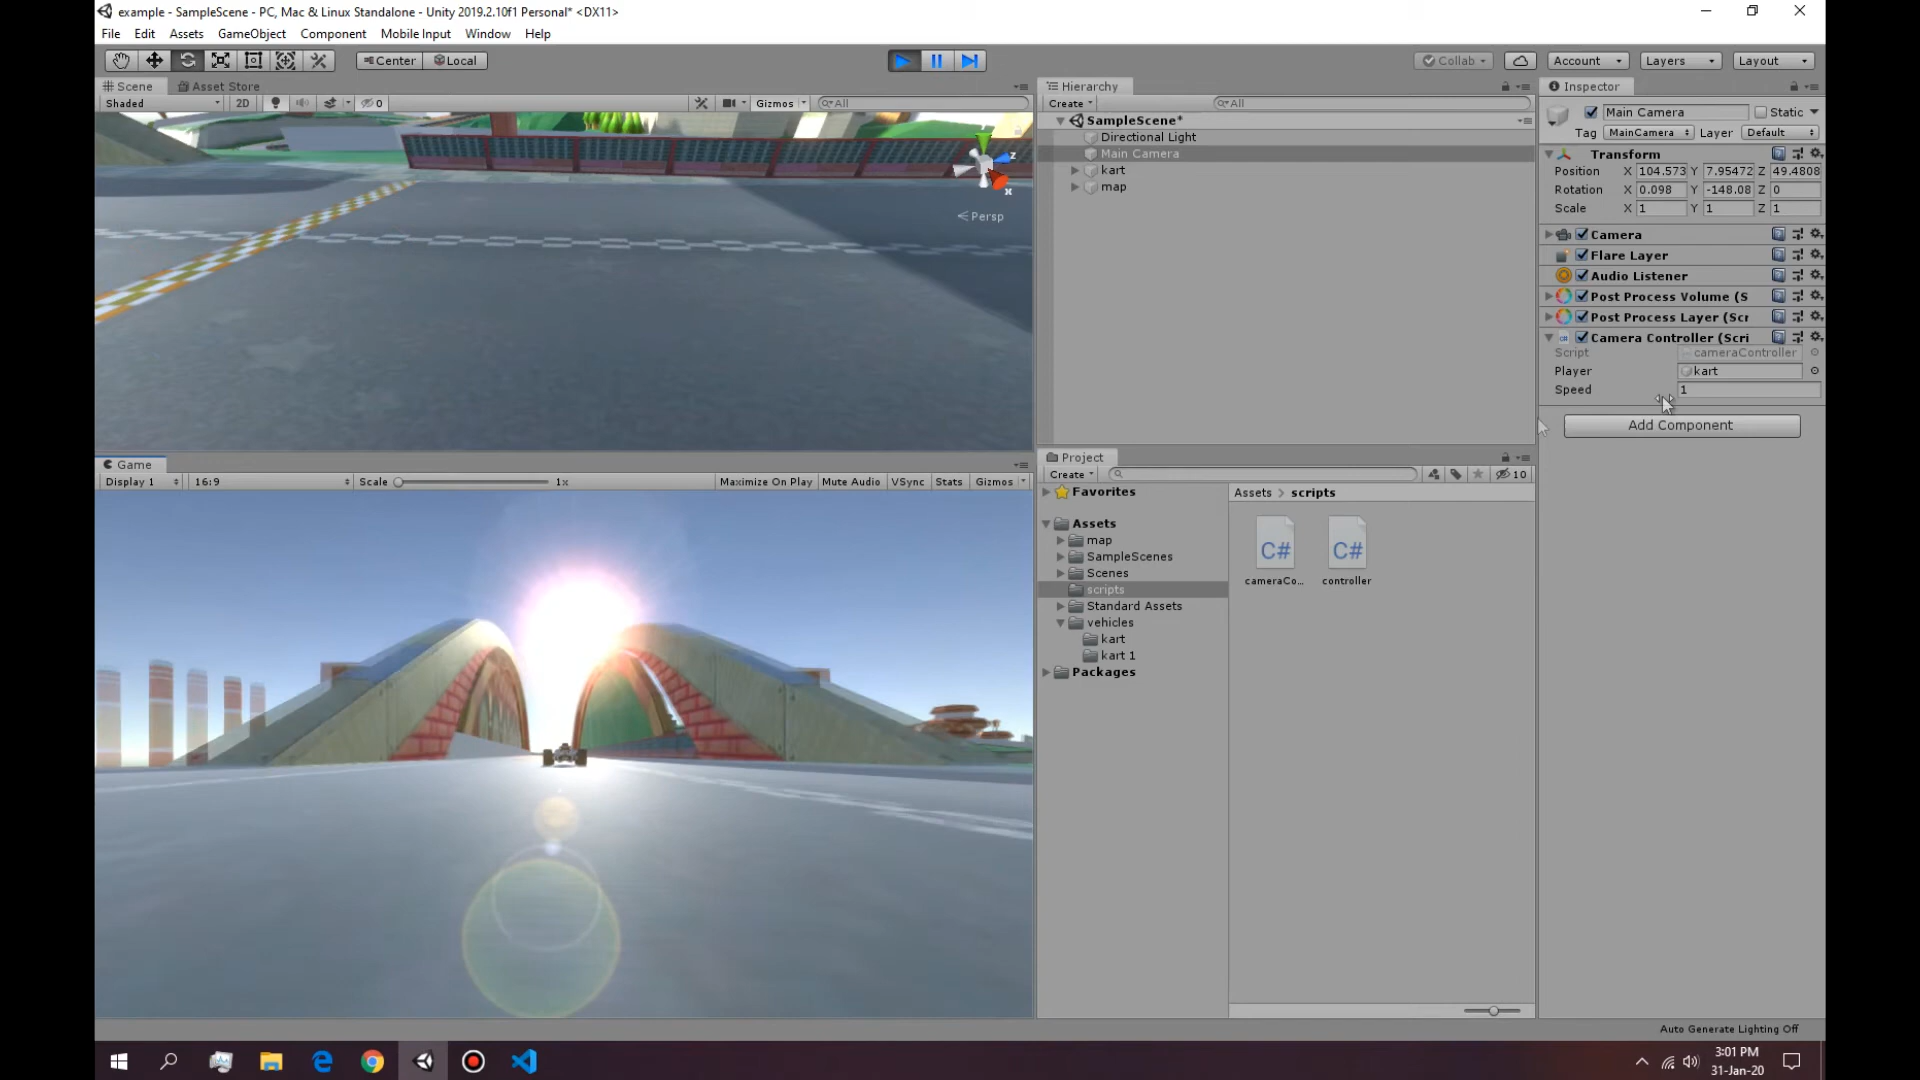 example - SampleScene - PC, Mac & Linux Standalone - Unity 2019.2.10f1 Personal* <DX11>
File Edit Assets GameObject Component Mobile Input Window Help
Center Local Collab Account Layers Layout
Scene Asset Store
Shaded 2D 0 Gizmos All
z
x
Persp
Game
Display 1 16:9 Scale 1x Maximize On Play Mute Audio VSync Stats Gizmos
Hierarchy
Create All
SampleScene*
Directional Light
Main Camera
kart
map
Project
Create 10
Favorites
Assets
map
SampleScenes
Scenes
scripts
Standard Assets
vehicles
kart
kart 1
Packages
Assets > scripts
C# C#
cameraCo... controller
Inspector
Main Camera Static
Tag MainCamera Layer Default
Transform
Position X 104.573 Y 7.95472 Z 49.4808
Rotation X 0.098 Y -148.08 Z 0
Scale X 1 Y 1 Z 1
Camera
Flare Layer
Audio Listener
Post Process Volume (S
Post Process Layer (Scr
Camera Controller (Scri
Script cameraController
Player kart
Speed 1
Add Component
Auto Generate Lighting Off
3:01 PM
31-Jan-20